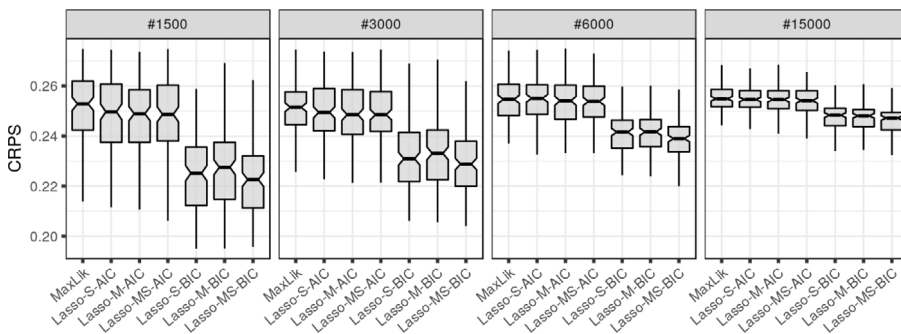 #1500 #3000 #6000 #15000
CRPS
0.26
0.24
0.22
0.20
MaxLik Lasso-S-AIC Lasso-M-AIC Lasso-MS-AIC Lasso-S-BIC Lasso-M-BIC Lasso-MS-BIC MaxLik Lasso-S-AIC Lasso-M-AIC Lasso-MS-AIC Lasso-S-BIC Lasso-M-BIC Lasso-MS-BIC MaxLik Lasso-S-AIC Lasso-M-AIC Lasso-MS-AIC Lasso-S-BIC Lasso-M-BIC Lasso-MS-BIC MaxLik Lasso-S-AIC Lasso-M-AIC Lasso-MS-AIC Lasso-S-BIC Lasso-M-BIC Lasso-MS-BIC